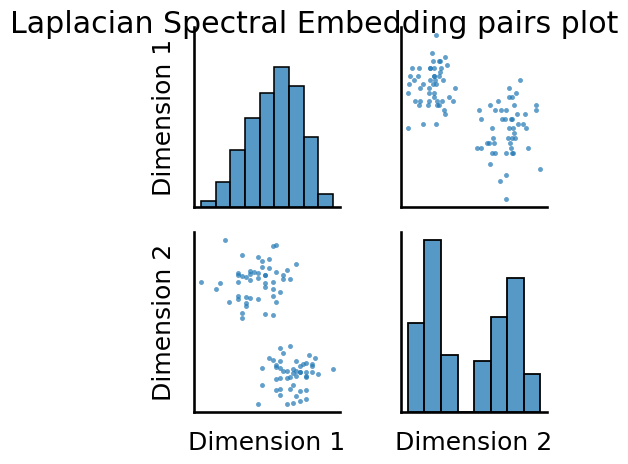 Laplacian Spectral Embedding pairs plot
Dimension 1
Dimension 2
Dimension 1
Dimension 2